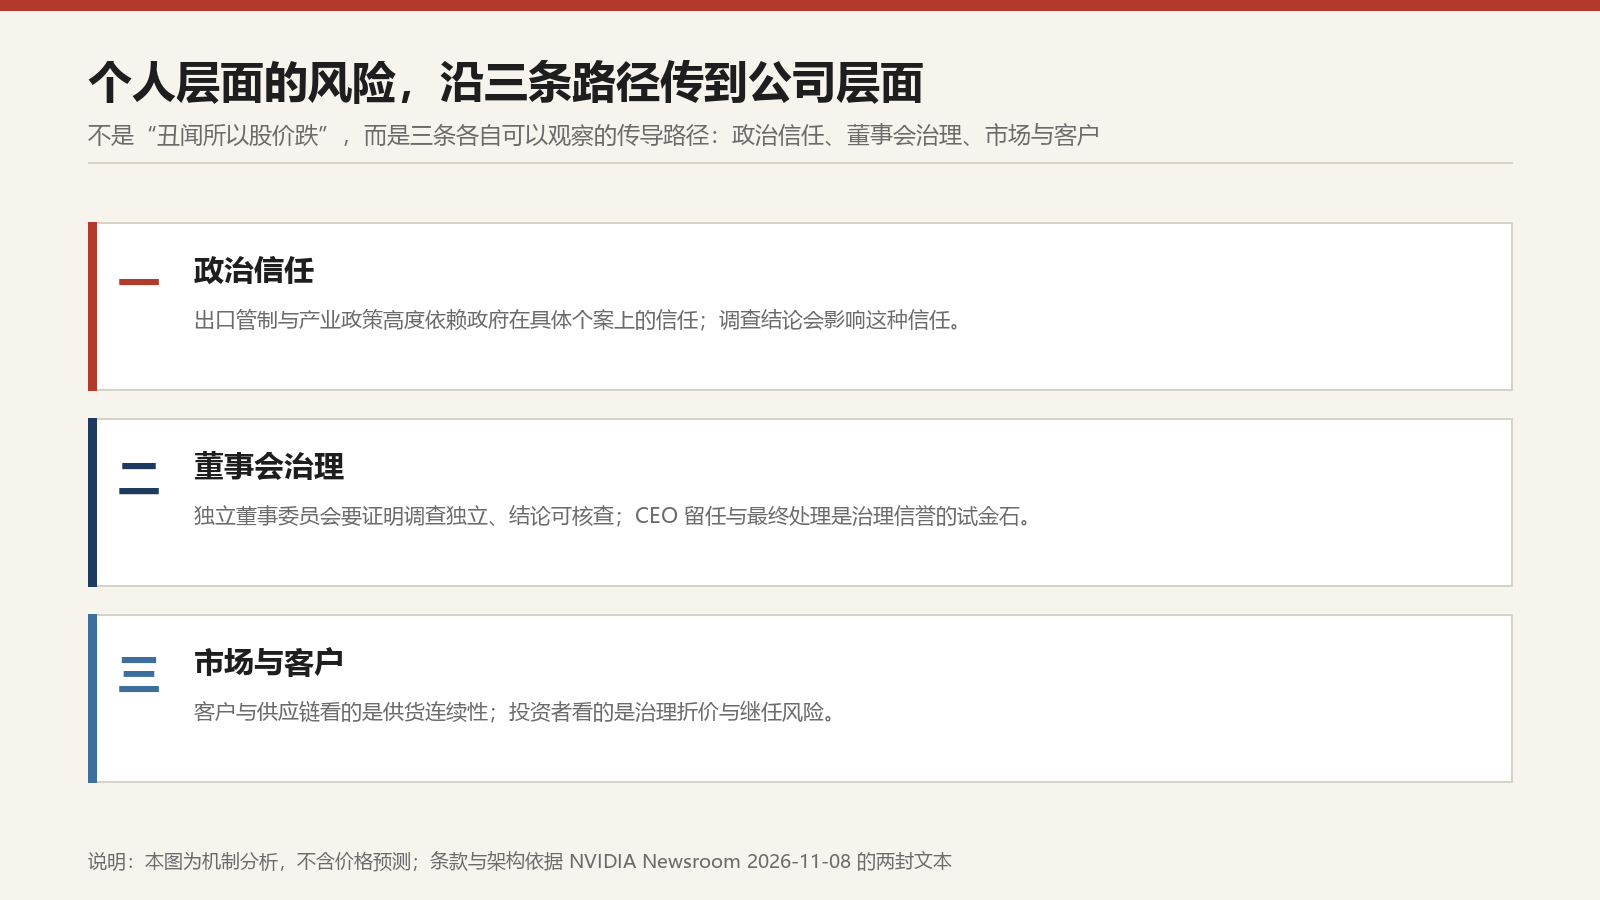 个人层面的风险，沿三条路径传到公司层面
不是“丑闻所以股价跌”，而是三条各自可以观察的传导路径：政治信任、董事会治理、市场与客户
一
政治信任
出口管制与产业政策高度依赖政府在具体个案上的信任；调查结论会影响这种信任。
二
董事会治理
独立董事委员会要证明调查独立、结论可核查；CEO 留任与最终处理是治理信誉的试金石。
三
市场与客户
客户与供应链看的是供货连续性；投资者看的是治理折价与继任风险。
说明：本图为机制分析，不含价格预测；条款与架构依据 NVIDIA Newsroom 2026-11-08 的两封文本